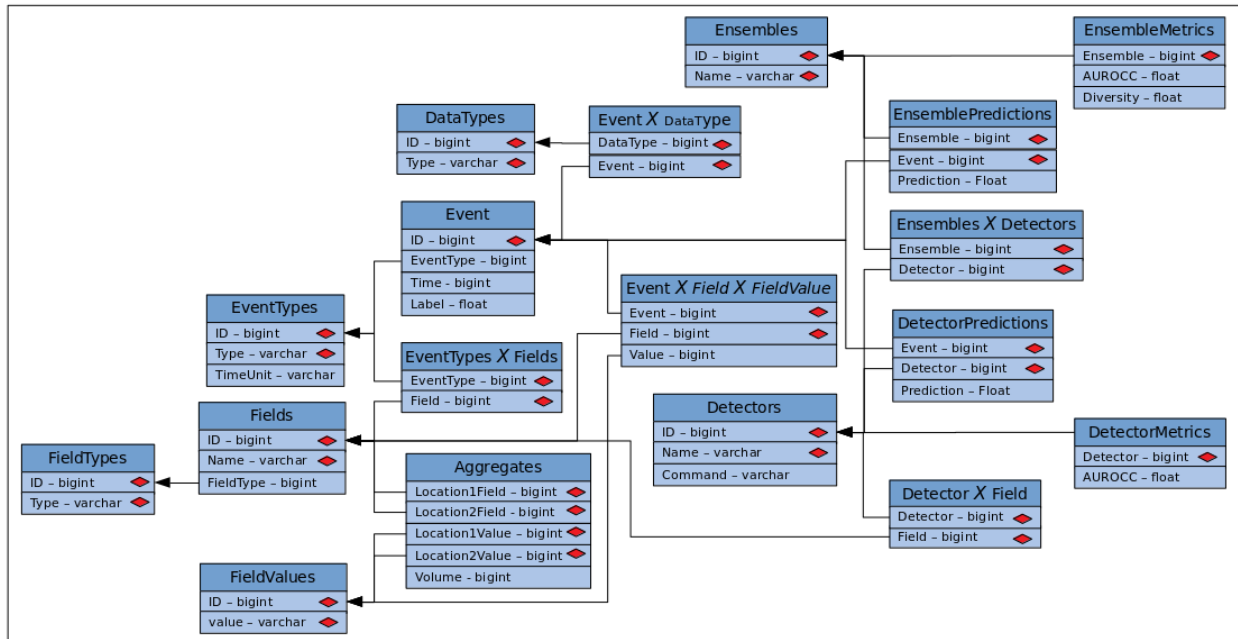 Ensembles
ID – bigint
Name – varchar
EnsembleMetrics
Ensemble – bigint
AUROCC – float
Diversity – float
DataTypes
ID – bigint
Type – varchar
Event X DataType
DataType – bigint
Event – bigint
EnsemblePredictions
Ensemble – bigint
Event – bigint
Prediction – Float
Event
ID – bigint
EventType – bigint
Time - bigint
Label – float
Ensembles X Detectors
Ensemble – bigint
Detector – bigint
Event X Field X FieldValue
Event – bigint
Field – bigint
Value – bigint
EventTypes
ID – bigint
Type – varchar
TimeUnit – varchar
DetectorPredictions
Event – bigint
Detector – bigint
Prediction – Float
EventTypes X Fields
EventType – bigint
Field – bigint
Fields
ID – bigint
Name – varchar
FieldType – bigint
Detectors
ID – bigint
Name – varchar
Command – varchar
DetectorMetrics
Detector – bigint
AUROCC – float
FieldTypes
ID – bigint
Type – varchar
Aggregates
Location1Field – bigint
Location2Field - bigint
Location1Value – bigint
Location2Value – bigint
Volume - bigint
Detector X Field
Detector – bigint
Field – bigint
FieldValues
ID – bigint
value – varchar